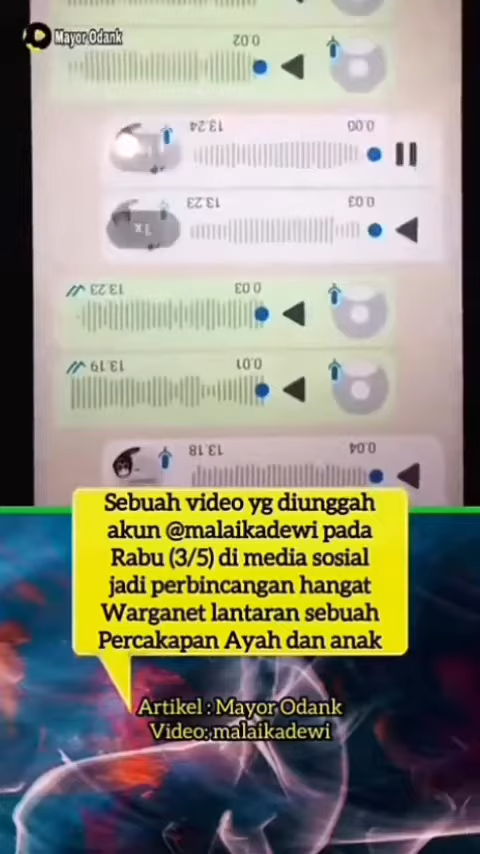 Mayor Odank
0.02
13.24
0.00
13.23
0.03
1x
13.23
0.03
13.19
0.01
13.18
0.04
Sebuah video yg diunggah
akun @malaikadewi pada
Rabu (3/5) di media sosial
jadi perbincangan hangat
Warganet lantaran sebuah
Percakapan Ayah dan anak
Artikel : Mayor Odank
Video: malaikadewi